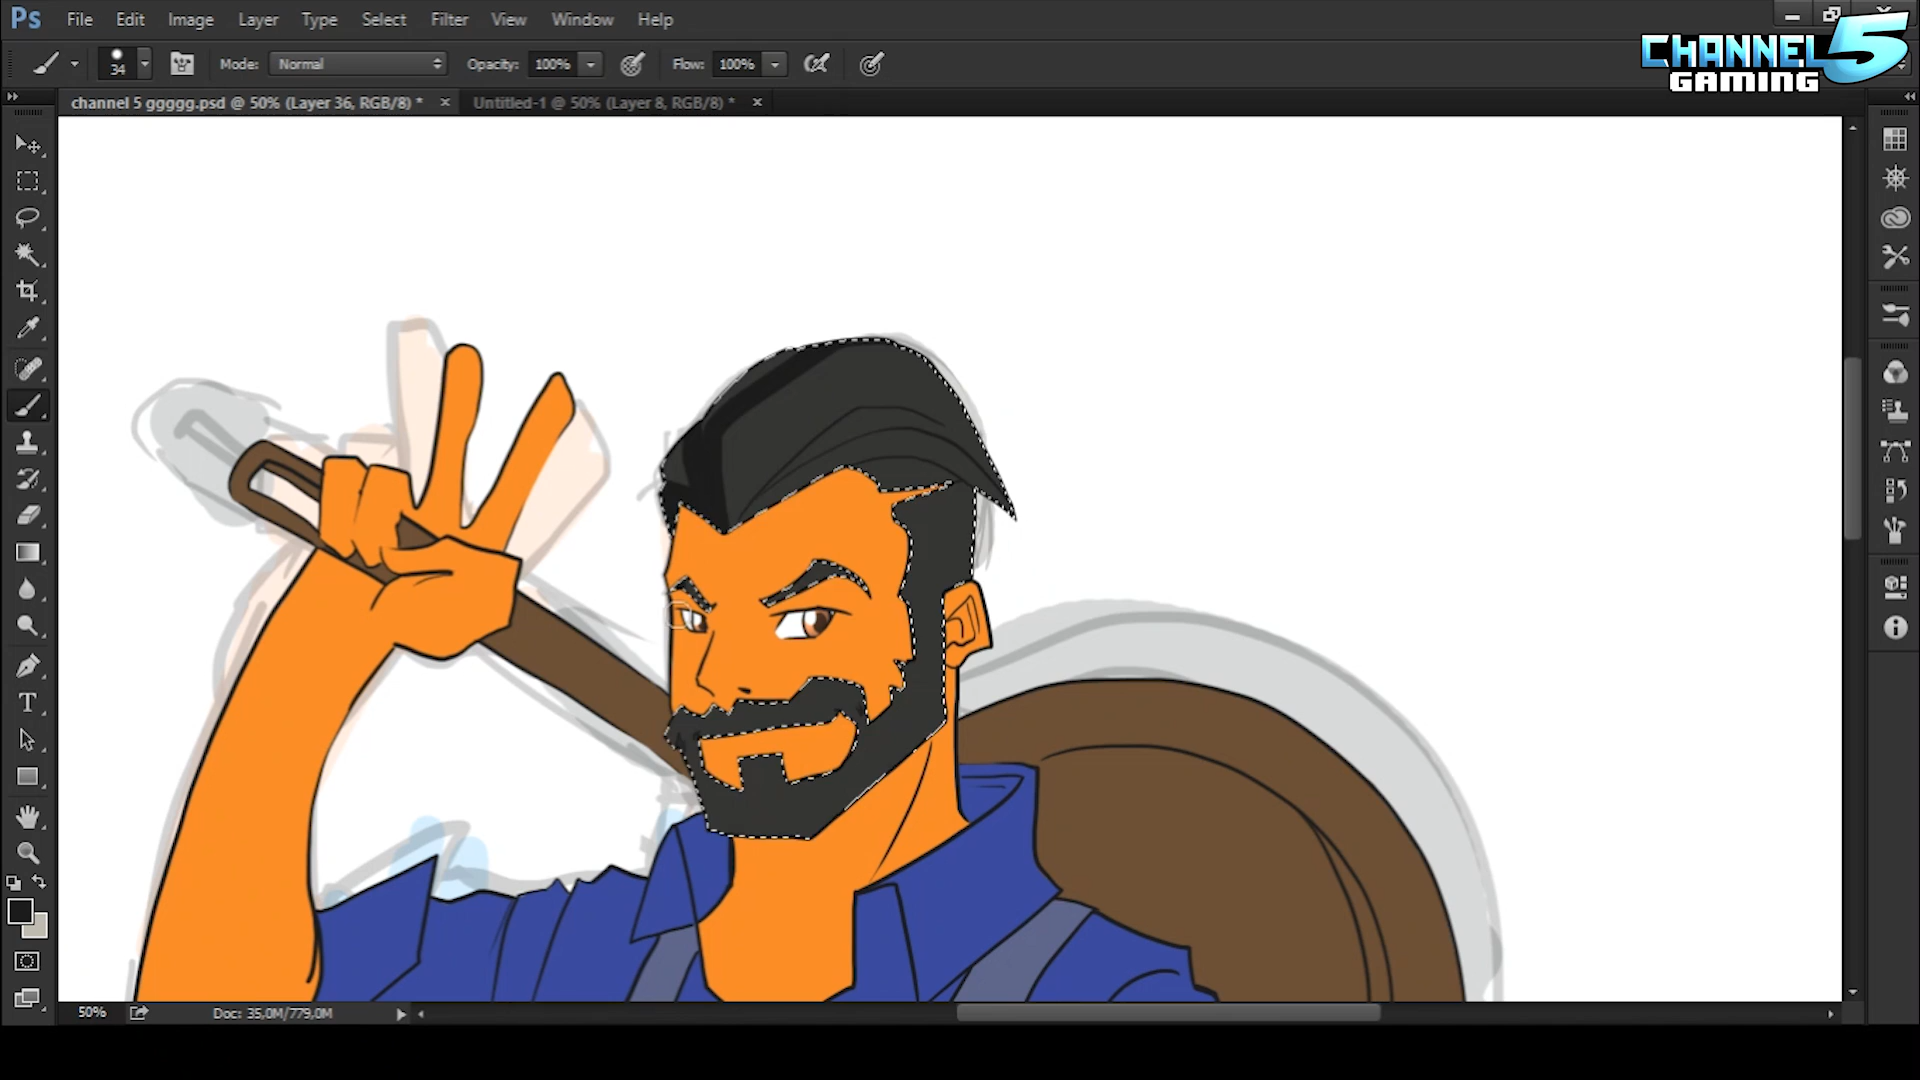 Ps File Edit Image Layer Type Select Filter View Window Help
34 Mode: Normal Opacity: 100% Flow: 100%
CHANNEL 5
GAMING
channel 5 ggggg.psd @ 50% (Layer 36, RGB/8) * × Untitled-1 @ 50% (Layer 8, RGB/8) * ×
T
50% Doc: 35,0M/779,0M